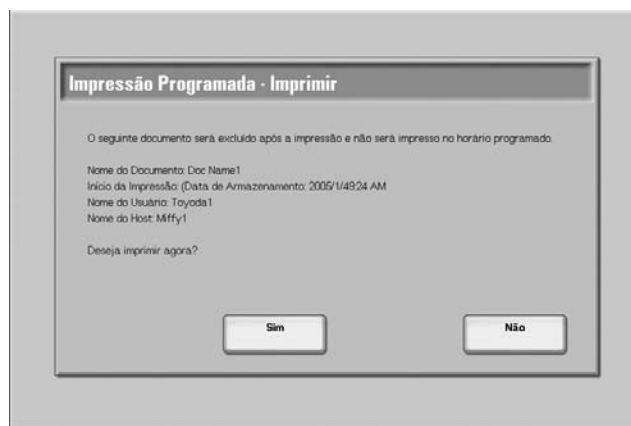 Impressão Programada - Imprimir
O seguinte documento será excluído após a impressão e não será impresso no horário programado.
Nome do Documento: Doc Name1
Início da Impressão: (Data de Armazenamento: 2005/1/4924 AM
Nome do Usuário: Toyoda1
Nome do Host: Miffy1
Deseja imprimir agora?
Sim
Não